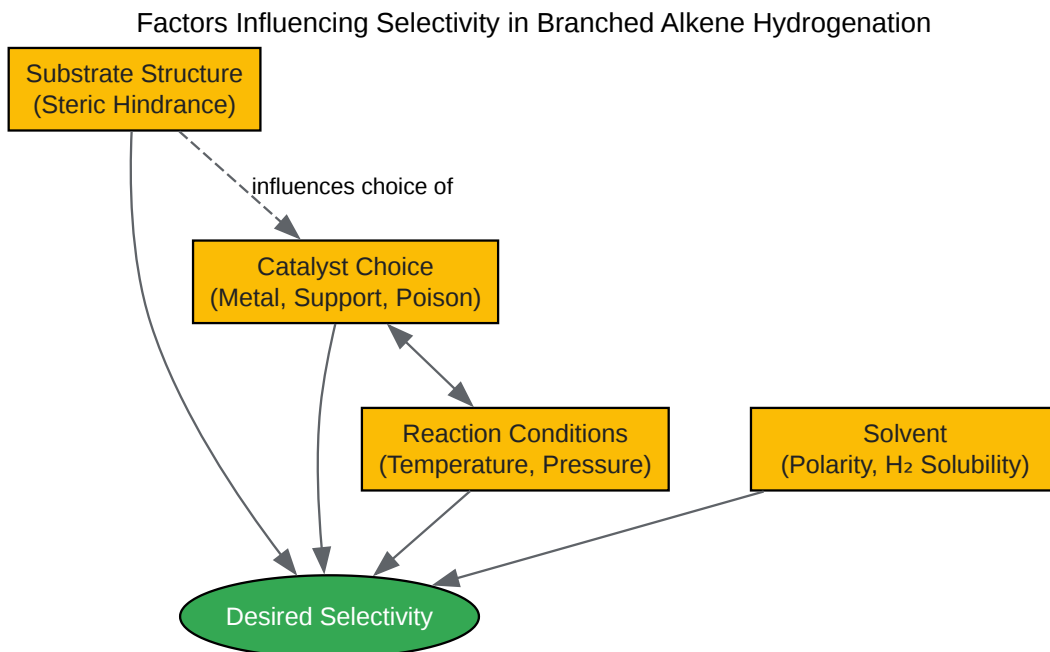 Factors Influencing Selectivity in Branched Alkene Hydrogenation
Substrate Structure
(Steric Hindrance)
influences choice of
Catalyst Choice
(Metal, Support, Poison)
Reaction Conditions
(Temperature, Pressure)
Solvent
(Polarity, H₂ Solubility)
Desired Selectivity